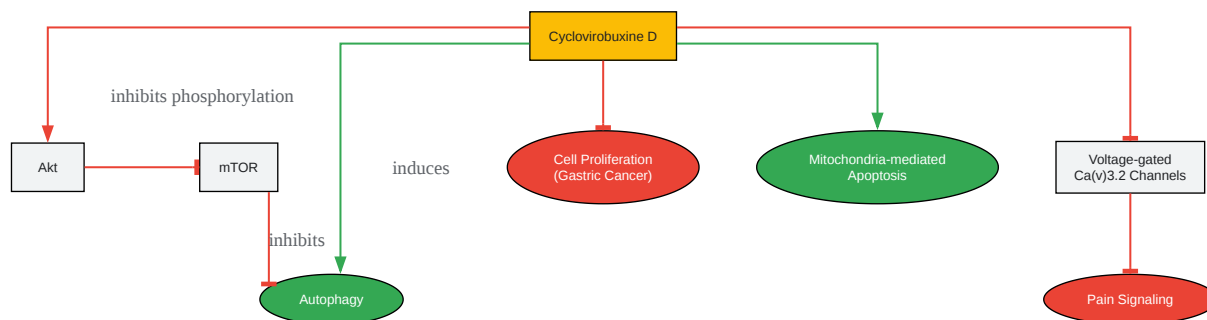 Cyclovirobuxine D
inhibits phosphorylation
Akt
mTOR
induces
Cell Proliferation
(Gastric Cancer)
Mitochondria-mediated
Apoptosis
Voltage-gated
Ca(v)3.2 Channels
inhibits
Autophagy
Pain Signaling